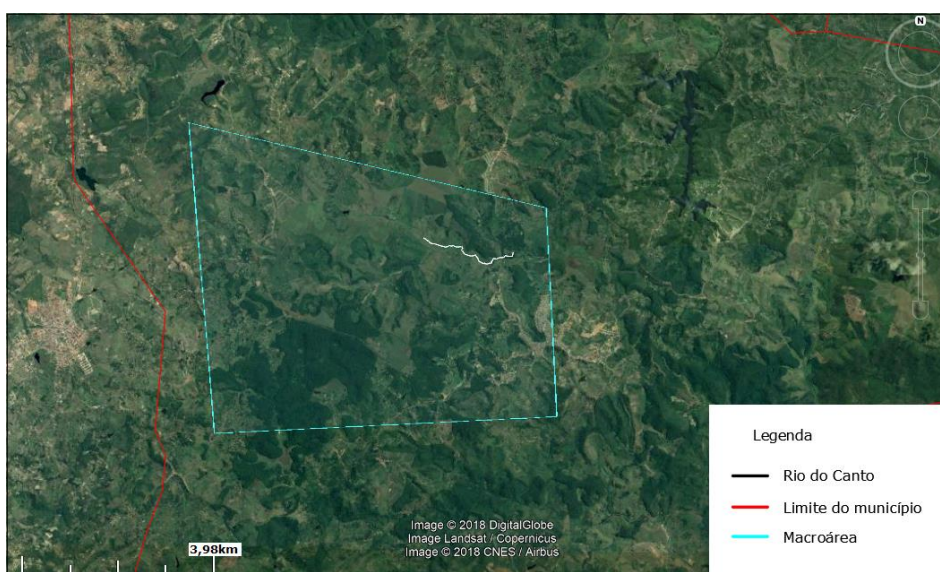 N
Legenda
Rio do Canto
Limite do município
Macroárea
Image © 2018 DigitalGlobe
Image Landsat / Copernicus
Image © 2018 CNES / Airbus
3,98km